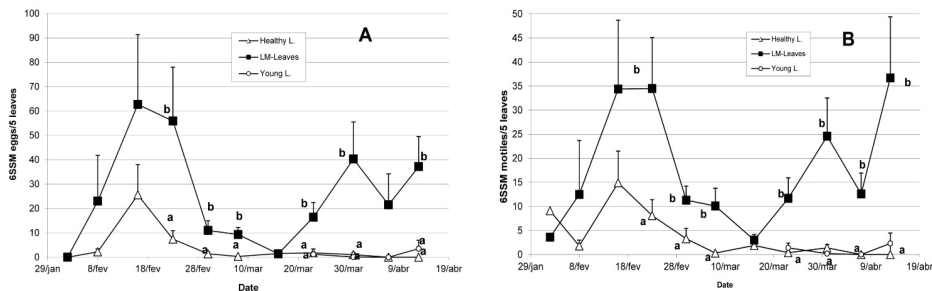 A
Healthy L.
LM-Leaves
Young L.
6SSM eggs/5 leaves
100
90
80
70
60
50
40
30
20
10
0
b
b
b
b
b
b
a
a
a
a
a
a
a
29/jan
8/fev
18/fev
28/fev
10/mar
20/mar
30/mar
9/abr
19/abr
Date
B
Healthy L.
LM-Leaves
Young L.
6SSM motiles/5 leaves
50
45
40
35
30
25
20
15
10
5
0
b
b
b
b
b
b
b
a
a
a
a
a
a
a
29/jan
8/fev
18/fev
28/fev
10/mar
20/mar
30/mar
9/abr
19/abr
Date